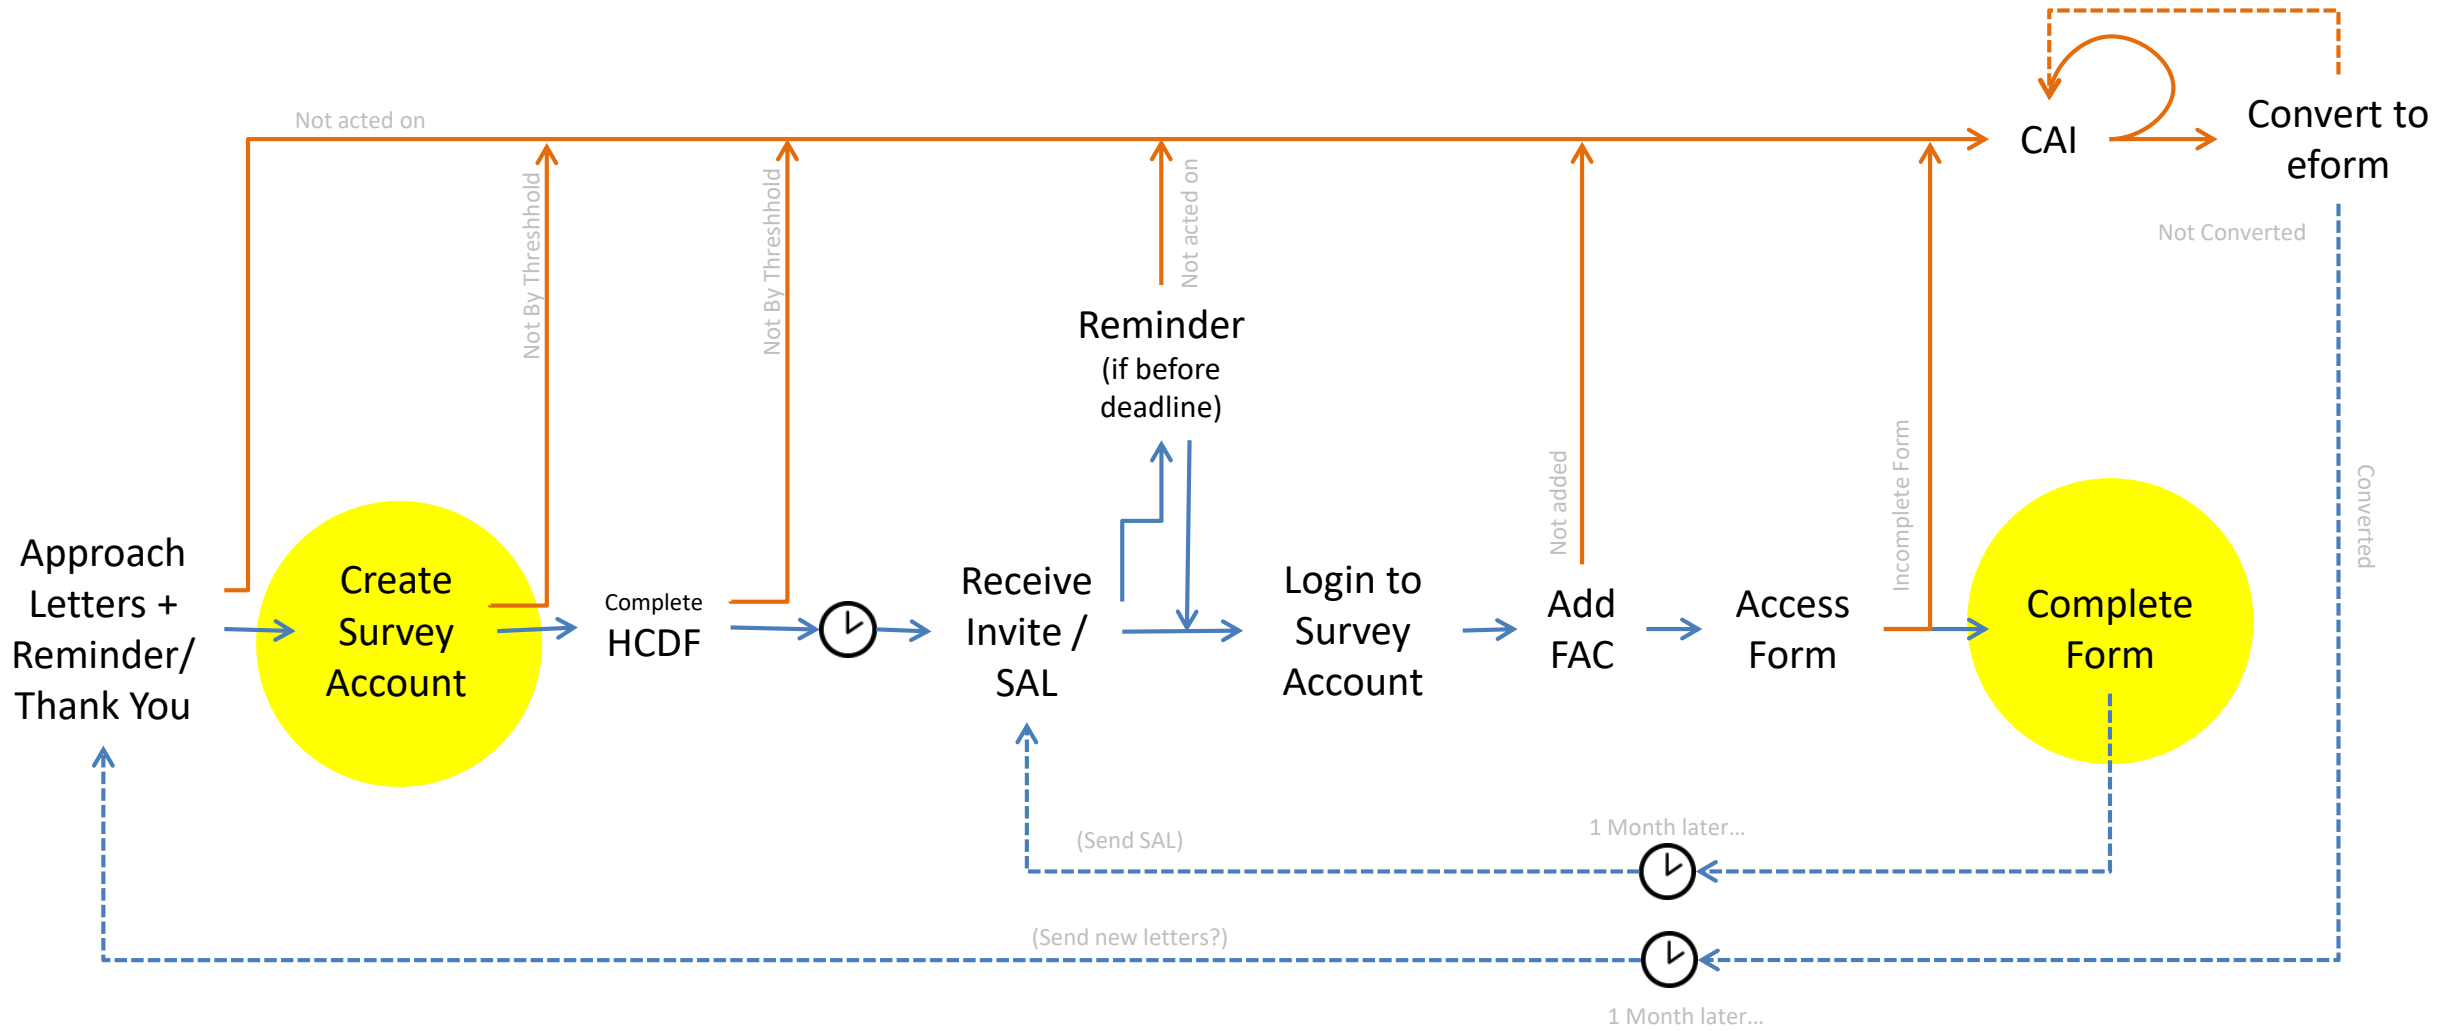 Not acted on
CAI
Convert to
eform
Not Converted
Not By Threshhold
Not By Threshhold
Not acted on
Reminder
(if before
deadline)
Not added
Incomplete Form
Converted
Approach
Letters +
Reminder/
Thank You
Create
Survey
Account
Complete
HCDF
Receive
Invite /
SAL
Login to
Survey
Account
Add
FAC
Access
Form
Complete
Form
(Send SAL)
1 Month later...
(Send new letters?)
1 Month later...